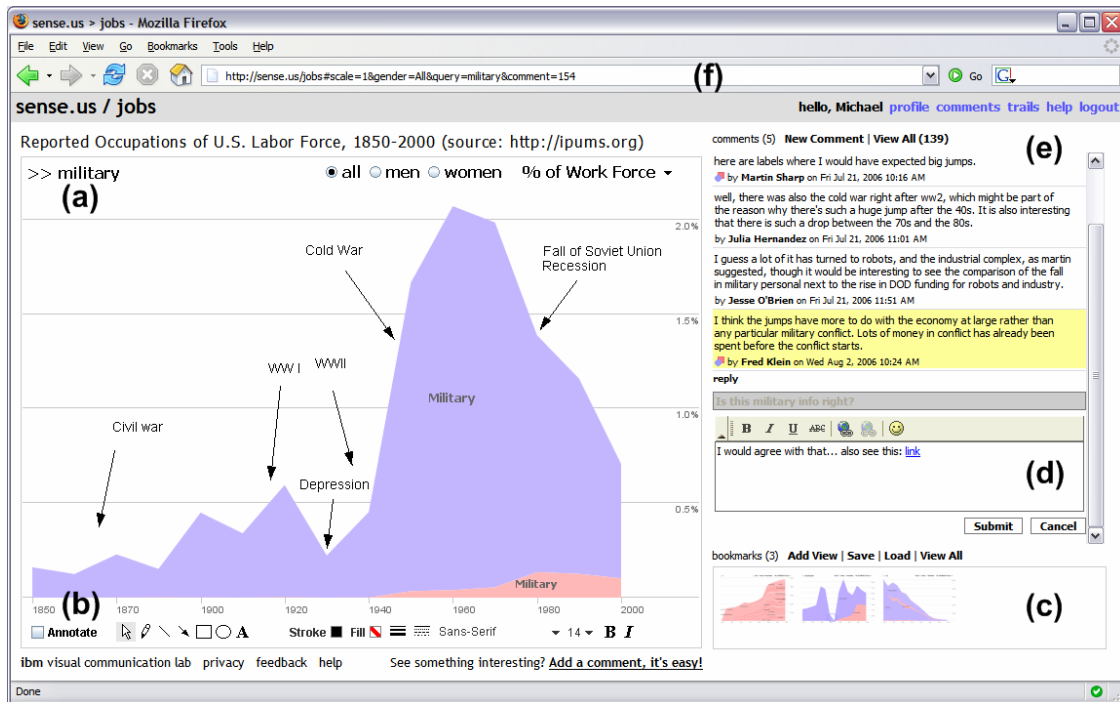 sense.us > jobs - Mozilla Firefox
File Edit View Go Bookmarks Tools Help
http://sense.us/jobs#scale=1&gender=All&query=military&comment=154
(f)
Go
G
sense.us / jobs
hello, Michael profile comments trails help logout
Reported Occupations of U.S. Labor Force, 1850-2000 (source: http://ipums.org)
>> military
all men women % of Work Force
(a)
2.0%
Cold War
Fall of Soviet Union
Recession
1.5%
WW I
WWII
Military
1.0%
Civil war
Depression
0.5%
Military
1850 1870 1900 1920 1940 1960 1980 2000
(b)
Annotate A Stroke Fill Sans-Serif 14 B I
ibm visual communication lab privacy feedback help
See something interesting? Add a comment, it's easy!
comments (5) New Comment | View All (139)
(e)
here are labels where I would have expected big jumps.
by Martin Sharp on Fri Jul 21, 2006 10:16 AM
well, there was also the cold war right after ww2, which might be part of
the reason why there's such a huge jump after the 40s. It is also interesting
that there is such a drop between the 70s and the 80s.
by Julia Hernandez on Fri Jul 21, 2006 11:01 AM
I guess a lot of it has turned to robots, and the industrial complex, as martin
suggested, though it would be interesting to see the comparison of the fall
in military personal next to the rise in DOD funding for robots and industry.
by Jesse O'Brien on Fri Jul 21, 2006 11:51 AM
I think the jumps have more to do with the economy at large rather than
any particular military conflict. Lots of money in conflict has already been
spent before the conflict starts.
by Fred Klein on Wed Aug 2, 2006 10:24 AM
reply
Is this military info right?
B I U ABC
I would agree with that... also see this: link
(d)
Submit Cancel
bookmarks (3) Add View | Save | Load | View All
(c)
Done